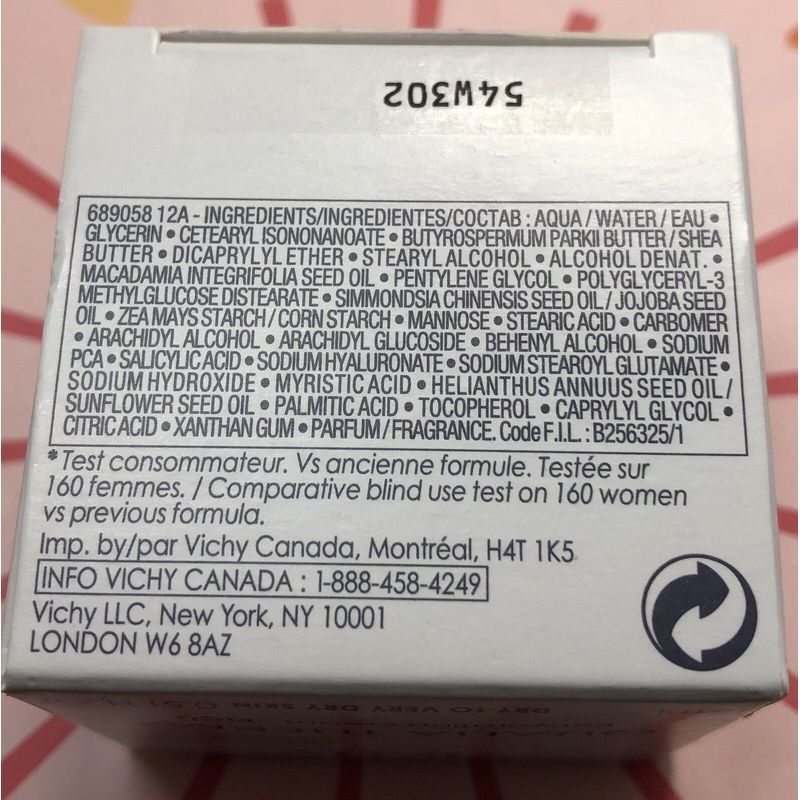 54W302
689058 12A - INGREDIENTS/INGREDIENTES/COCTAB : AQUA / WATER / EAU •
GLYCERIN • CETEARYL ISONONANOATE • BUTYROSPERMUM PARKII BUTTER / SHEA
BUTTER • DICAPRYLYL ETHER • STEARYL ALCOHOL • ALCOHOL DENAT. •
MACADAMIA INTEGRIFOLIA SEED OIL • PENTYLENE GLYCOL • POLYGLYCERYL-3
METHYLGLUCOSE DISTEARATE • SIMMONDSIA CHINENSIS SEED OIL / JOJOBA SEED
OIL • ZEA MAYS STARCH / CORN STARCH • MANNOSE • STEARIC ACID • CARBOMER
• ARACHIDYL ALCOHOL • ARACHIDYL GLUCOSIDE • BEHENYL ALCOHOL • SODIUM
PCA • SALICYLIC ACID • SODIUM HYALURONATE • SODIUM STEAROYL GLUTAMATE •
SODIUM HYDROXIDE • MYRISTIC ACID • HELIANTHUS ANNUUS SEED OIL /
SUNFLOWER SEED OIL • PALMITIC ACID • TOCOPHEROL • CAPRYLYL GLYCOL •
CITRIC ACID • XANTHAN GUM • PARFUM / FRAGRANCE. Code F.I.L. : B256325/1
*Test consommateur. Vs ancienne formule. Testée sur
160 femmes. / Comparative blind use test on 160 women
vs previous formula.
Imp. by/par Vichy Canada, Montréal, H4T 1K5
INFO VICHY CANADA : 1-888-458-4249
Vichy LLC, New York, NY 10001
LONDON W6 8AZ
DRY TO VERY DRY SKIN